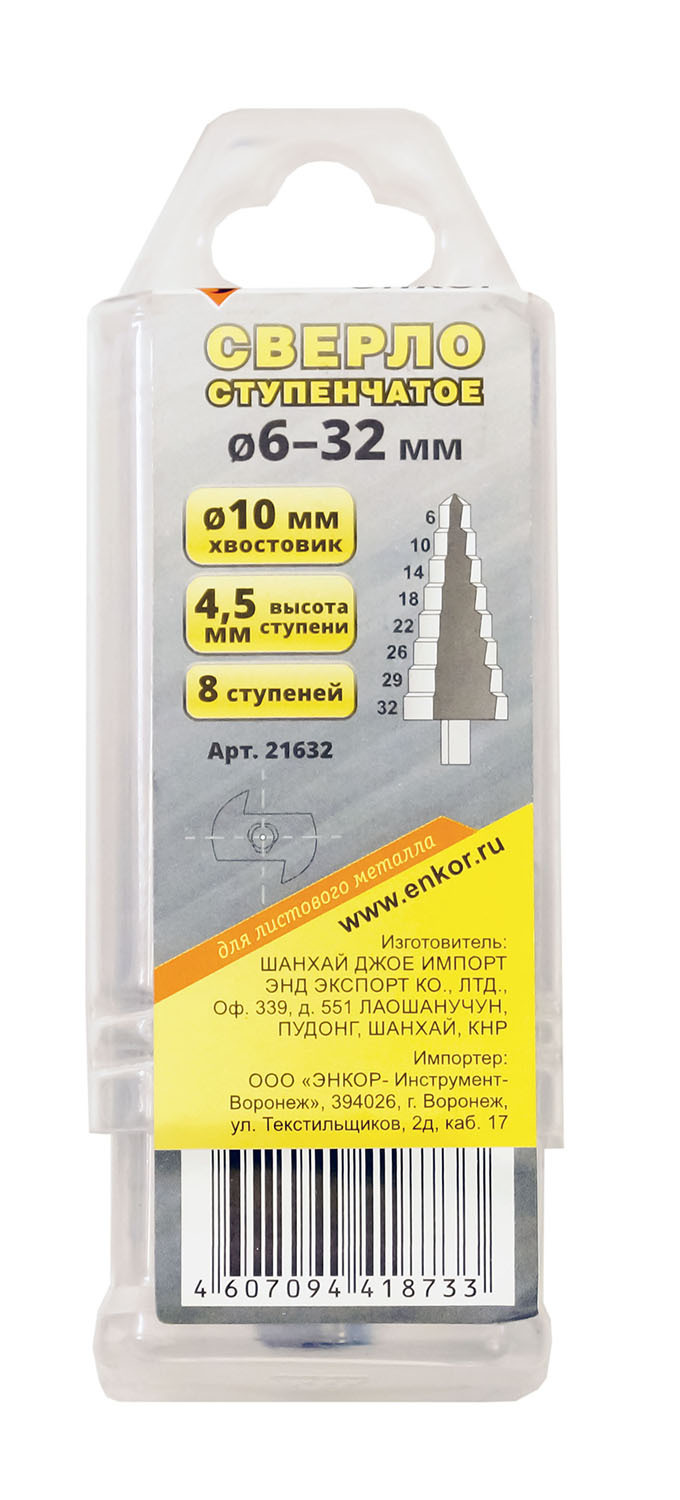 СВЕРЛО
СТУПЕНЧАТОЕ
ø6–32 мм
ø10 мм
хвостовик
4,5 высота
мм ступени
8 ступеней
6
10
14
18
22
26
29
32
Арт. 21632
для листового металла
www.enkor.ru
Изготовитель:
ШАНХАЙ ДЖОЕ ИМПОРТ
ЭНД ЭКСПОРТ КО., ЛТД.,
Оф. 339, д. 551 ЛАОШАНУЧУН,
ПУДОНГ, ШАНХАЙ, КНР
Импортер:
ООО «ЭНКОР- Инструмент-
Воронеж», 394026, г. Воронеж,
ул. Текстильщиков, 2д, каб. 17
4 607094 418733